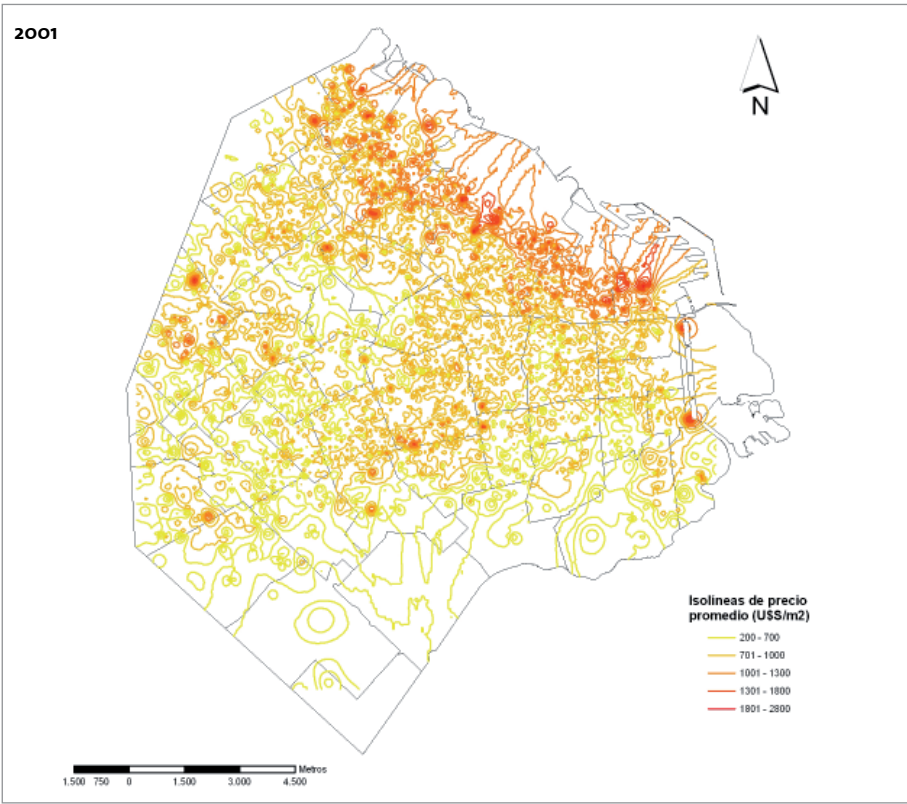 2001
N
Isolineas de precio
promedio (U$S/m2)
200 - 700
701 - 1000
1001 - 1300
1301 - 1800
1801 - 2800
Metros
1.500 750 0 1.500 3.000 4.500